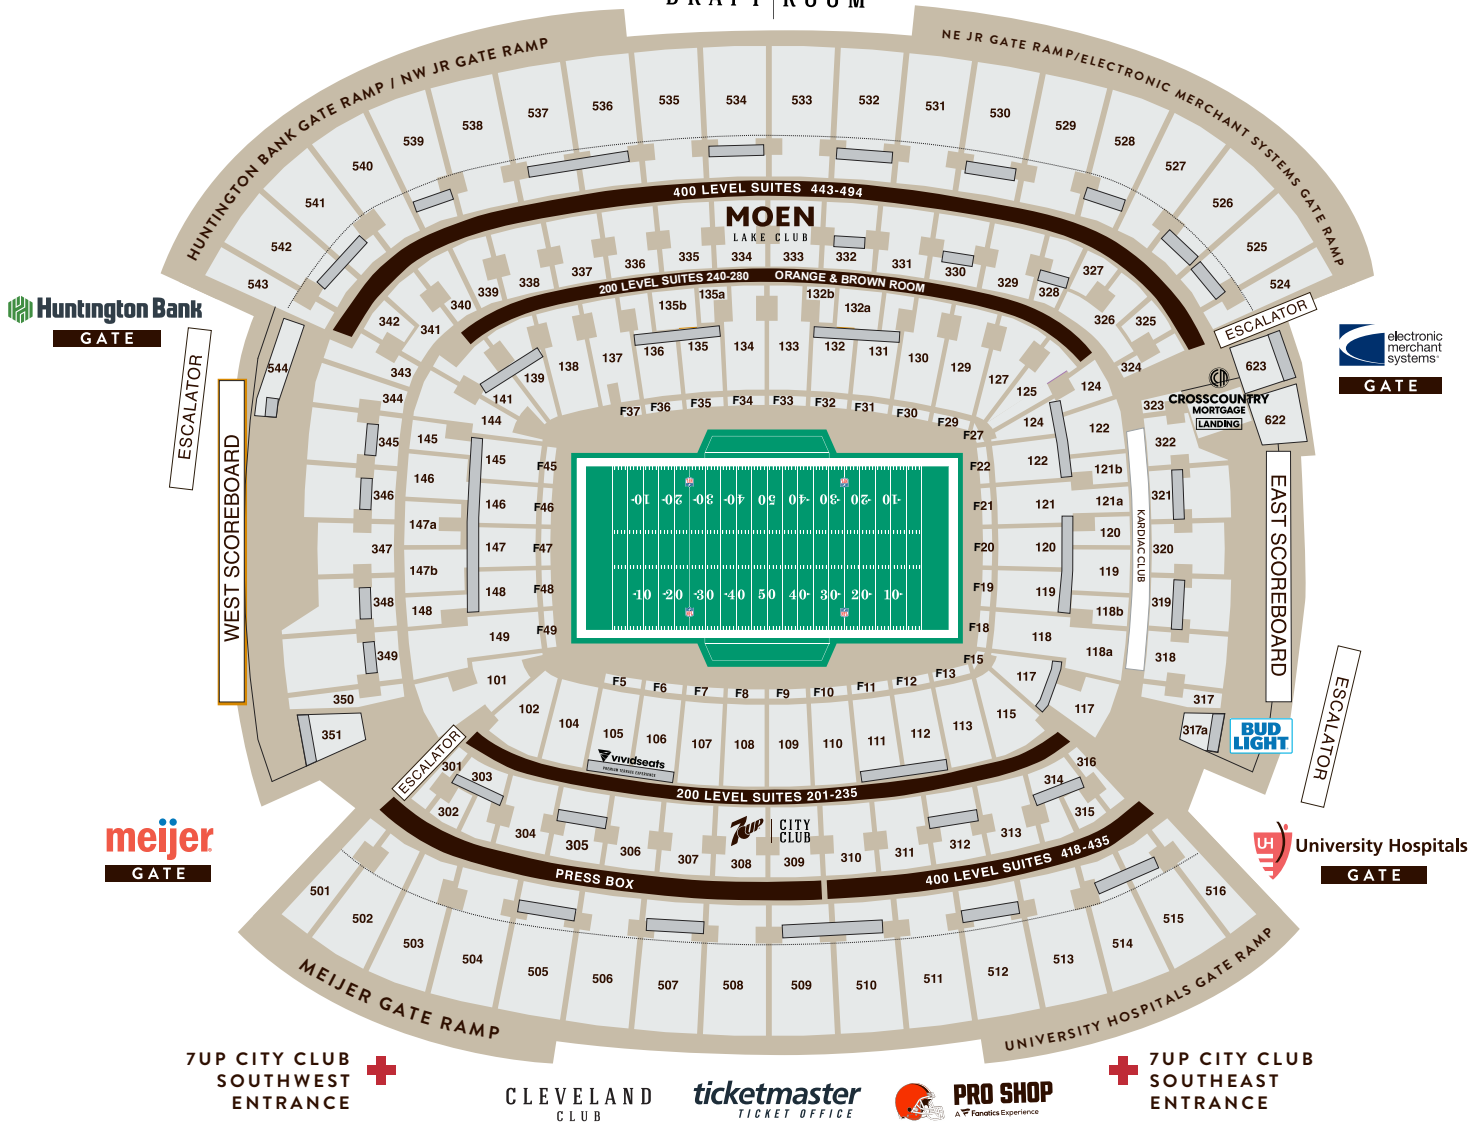 DRAFT | ROOM
HUNTINGTON BANK GATE RAMP / NW JR GATE RAMP
NE JR GATE RAMP/ELECTRONIC MERCHANT SYSTEMS GATE RAMP
543 542 541 540 539 538 537 536 535 534 533 532 531 530 529 528 527 526 525 524
400 LEVEL SUITES 443-494
MOEN
LAKE CLUB
344 343 342 341 340 339 338 337 336 335 334 333 332 331 330 329 328 327 326 325 324 323
200 LEVEL SUITES 240-280 ORANGE & BROWN ROOM
135b 135a 132b 132a
144 141 139 138 137 136 135 134 133 132 131 130 129 127 125 124
F37 F36 F35 F34 F33 F32 F31 F30 F29 F27
Huntington Bank
GATE
ESCALATOR
544
WEST SCOREBOARD
345 346 347 348 349 350 351
145 146 147a 147b 148
145 146 147 148 149 101
F45 F46 F47 F48 F49
-10 -20 -30 -40 50 40- 30- 20- 10-
-10 -20 -30 -40 50 40- 30- 20- 10-
F22 F21 F20 F19 F18 F15
124 122 121 120 119 118 117
122 121b 121a 120 119 118b 118a 117
KARDIAC CLUB
322 321 320 319 318 317 317a
EAST SCOREBOARD
ESCALATOR
623
622
CROSSCOUNTRY
MORTGAGE
LANDING
electronic
merchant
systems
GATE
BUD
LIGHT
ESCALATOR
F5 F6 F7 F8 F9 F10 F11 F12 F13
102 104 105 106 107 108 109 110 111 112 113 115
vividseats
ESCALATOR
200 LEVEL SUITES 201-235
301 302 303 304 305 306 307 308 309 310 311 312 313 314 315 316
7UP | CITY
CLUB
PRESS BOX
400 LEVEL SUITES 418-435
meijer
GATE
UH University Hospitals
GATE
501 502 503 504 505 506 507 508 509 510 511 512 513 514 515 516
MEIJER GATE RAMP
UNIVERSITY HOSPITALS GATE RAMP
7UP CITY CLUB
SOUTHWEST
ENTRANCE
CLEVELAND
CLUB
ticketmaster
TICKET OFFICE
PRO SHOP
A Fanatics Experience
7UP CITY CLUB
SOUTHEAST
ENTRANCE